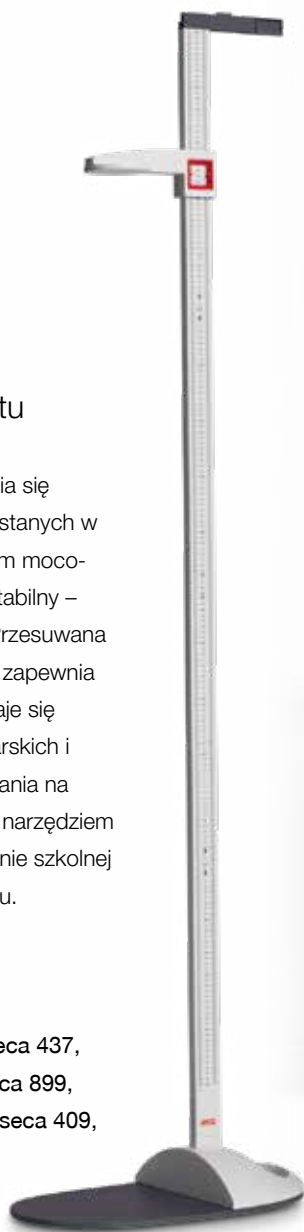 tu
ia się
stanych w
m moco-
tabilny –
Przesuwana
zapewnia
aje się
arskich i
ania na
narzędziem
nie szkolnej
u.
eca 437,
ca 899,
seca 409,